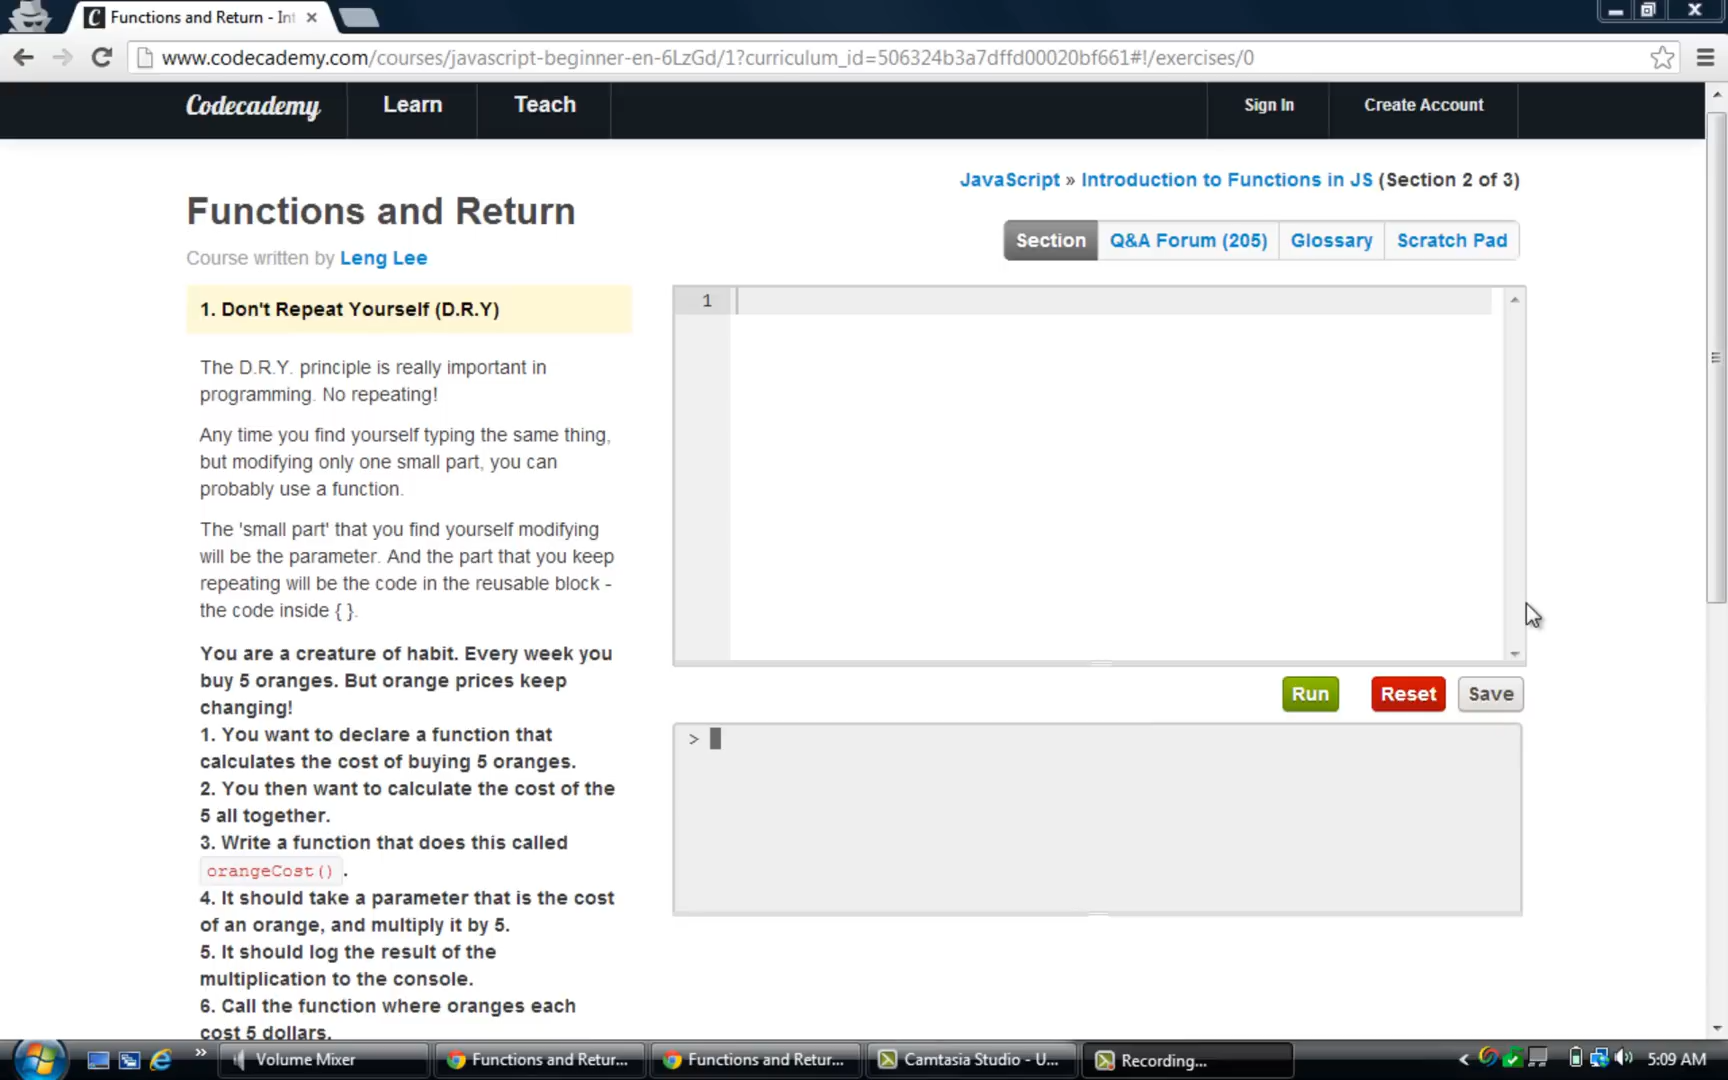 Functions and Return - Int
www.codecademy.com/courses/javascript-beginner-en-6LzGd/1?curriculum_id=506324b3a7dffd00020bf661#!/exercises/0
Codecademy Learn Teach Sign In Create Account
JavaScript » Introduction to Functions in JS (Section 2 of 3)
Functions and Return
Section Q&A Forum (205) Glossary Scratch Pad
Course written by Leng Lee
1. Don't Repeat Yourself (D.R.Y)
The D.R.Y. principle is really important in
programming. No repeating!
Any time you find yourself typing the same thing,
but modifying only one small part, you can
probably use a function.
The 'small part' that you find yourself modifying
will be the parameter. And the part that you keep
repeating will be the code in the reusable block -
the code inside { }.
You are a creature of habit. Every week you
buy 5 oranges. But orange prices keep
changing!
1. You want to declare a function that
calculates the cost of buying 5 oranges.
2. You then want to calculate the cost of the
5 all together.
3. Write a function that does this called
orangeCost() .
4. It should take a parameter that is the cost
of an orange, and multiply it by 5.
5. It should log the result of the
multiplication to the console.
6. Call the function where oranges each
cost 5 dollars.
1
Run Reset Save
>
Volume Mixer Functions and Retur... Functions and Retur... Camtasia Studio - U... Recording... 5:09 AM